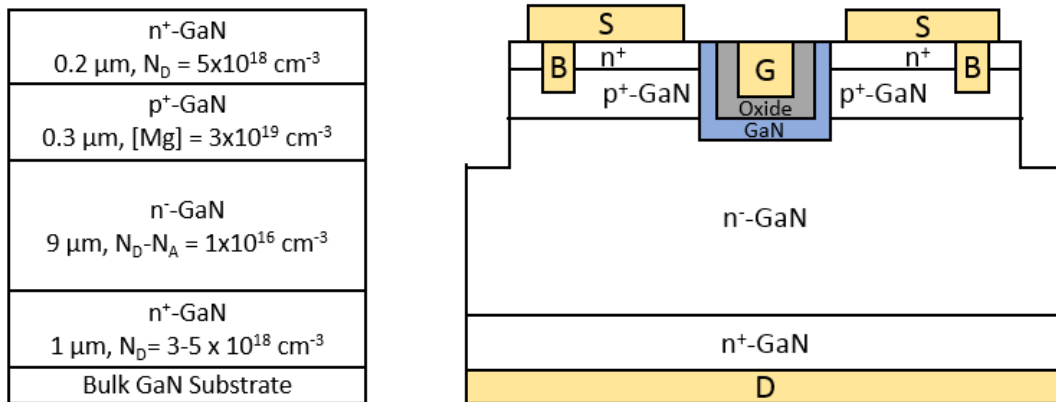 n⁺-GaN
0.2 µm, N_D = 5x10¹⁸ cm⁻³
p⁺-GaN
0.3 µm, [Mg] = 3x10¹⁹ cm⁻³
n⁻-GaN
9 µm, N_D-N_A = 1x10¹⁶ cm⁻³
n⁺-GaN
1 µm, N_D= 3-5 x 10¹⁸ cm⁻³
Bulk GaN Substrate
S
S
B
n⁺
G
n⁺
B
p⁺-GaN
p⁺-GaN
Oxide
GaN
n⁻-GaN
n⁺-GaN
D